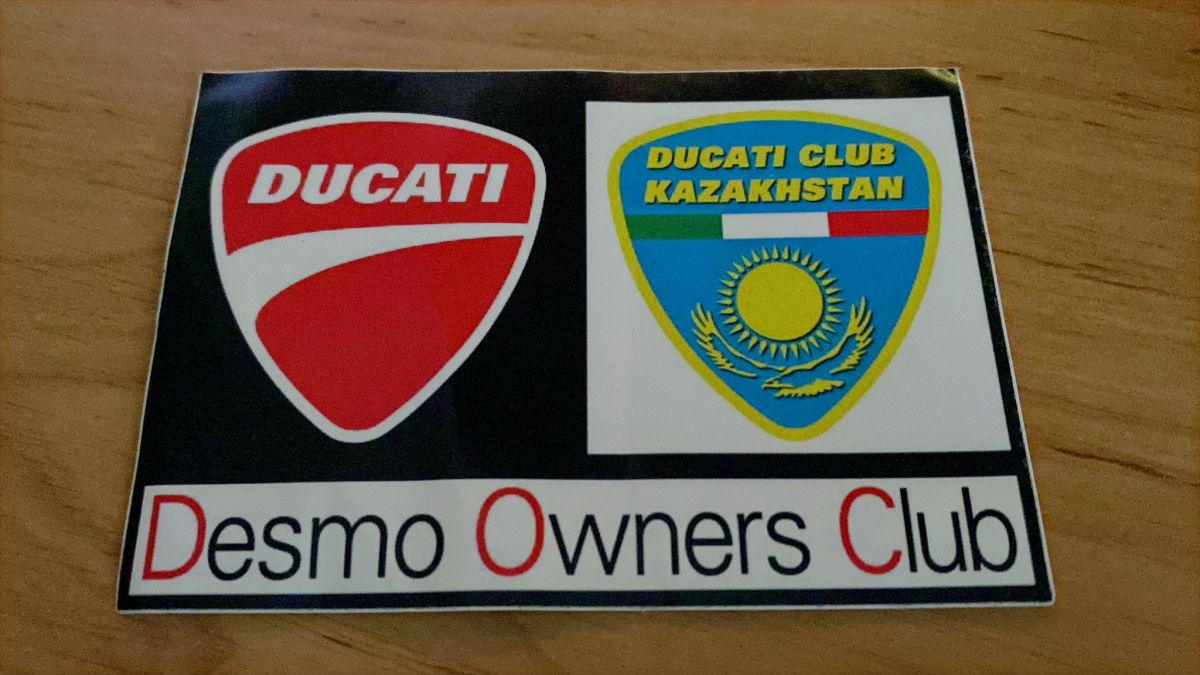 DUCATI
DUCATI CLUB
KAZAKHSTAN
Desmo Owners Club